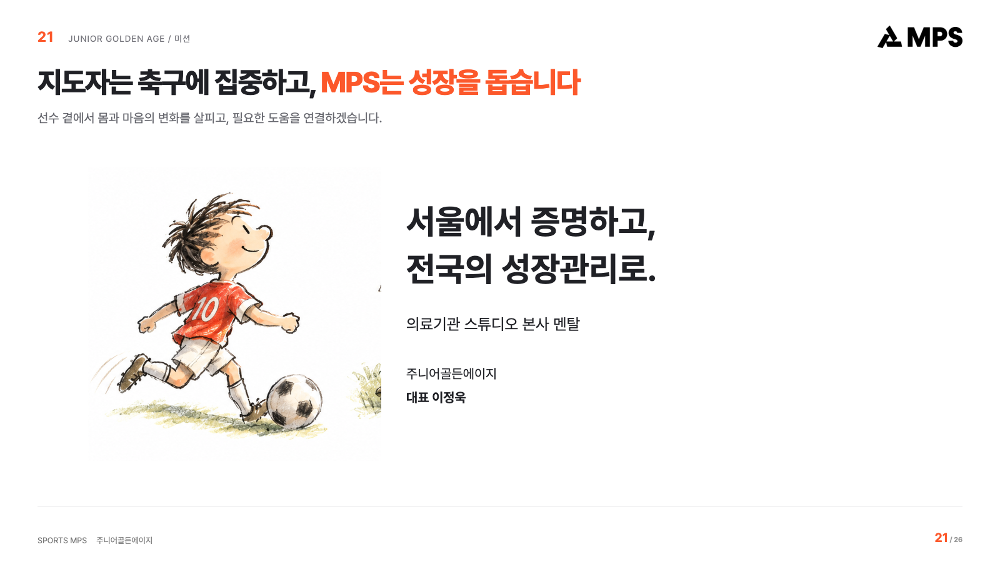 21 JUNIOR GOLDEN AGE / 미션
MPS
지도자는 축구에 집중하고, MPS는 성장을 돕습니다
선수 곁에서 몸과 마음의 변화를 살피고, 필요한 도움을 연결하겠습니다.
10
서울에서 증명하고,
전국의 성장관리로.
의료기관 스튜디오 본사 멘탈
주니어골든에이지
대표 이정욱
SPORTS MPS 주니어골든에이지
21 / 26